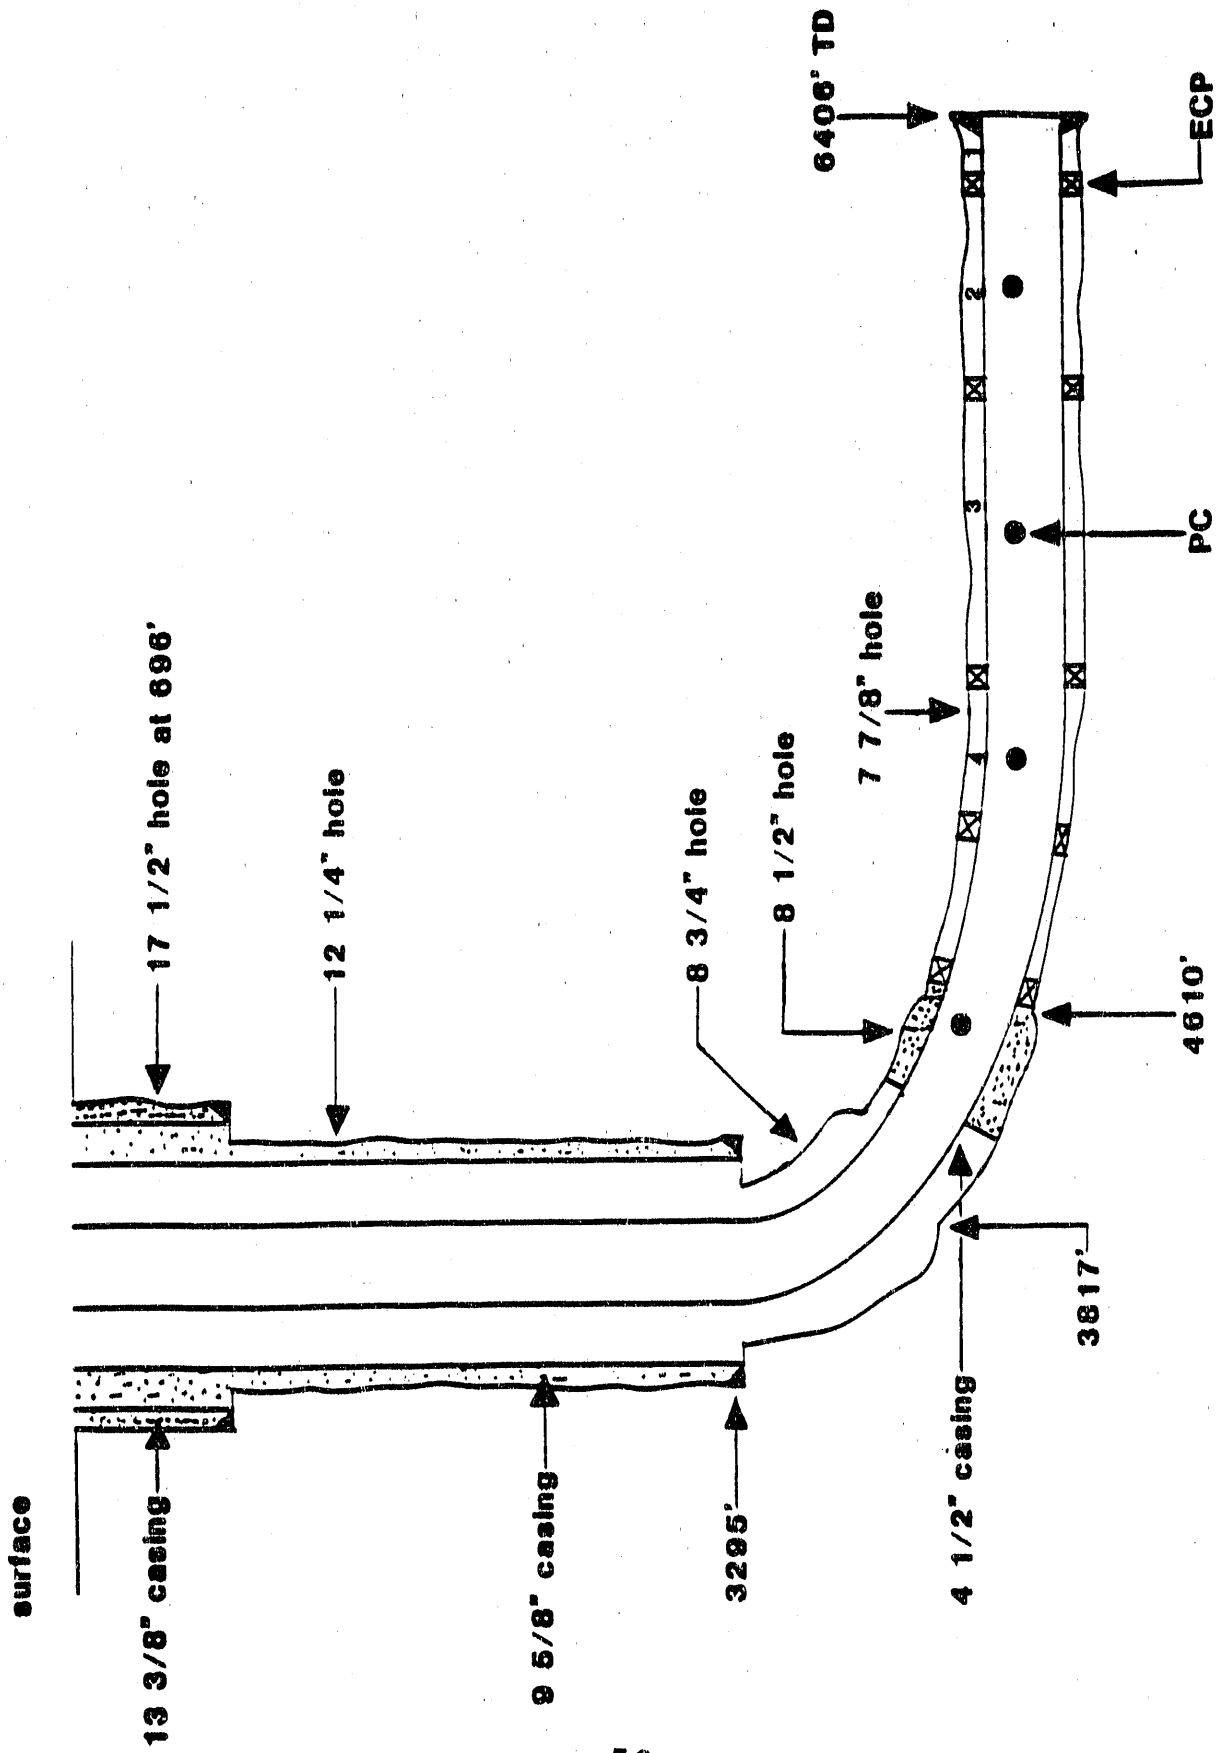 surface
13 3/8" casing
17 1/2" hole at 696'
12 1/4" hole
9 5/8" casing
3295'
8 3/4" hole
8 1/2" hole
7 7/8" hole
6406' TD
4 1/2" casing
3817'
4610'
PC
ECP
1
2
3
4